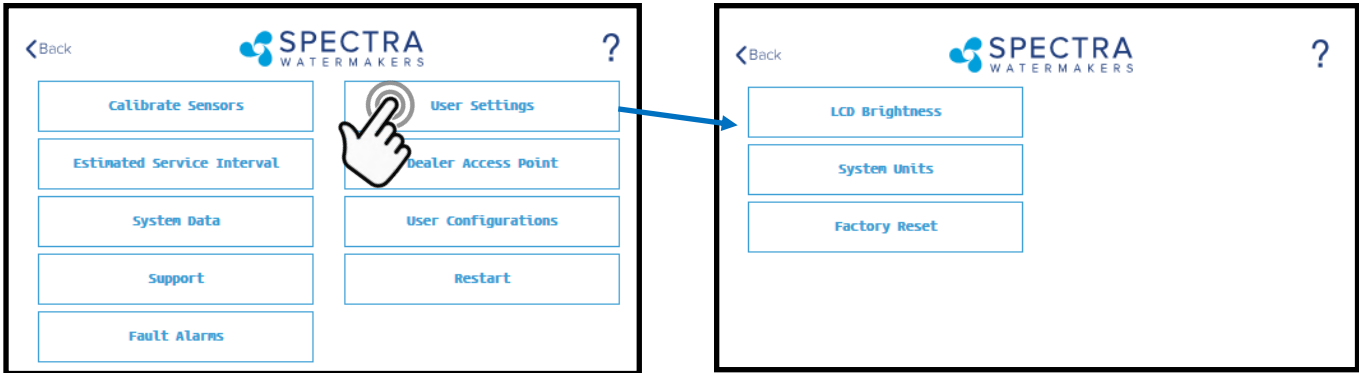 Back
SPECTRA
WATERMAKERS
?
Calibrate Sensors
User Settings
Estimated Service Interval
Dealer Access Point
System Data
User Configurations
Support
Restart
Fault Alarms
Back
SPECTRA
WATERMAKERS
?
LCD Brightness
System Units
Factory Reset